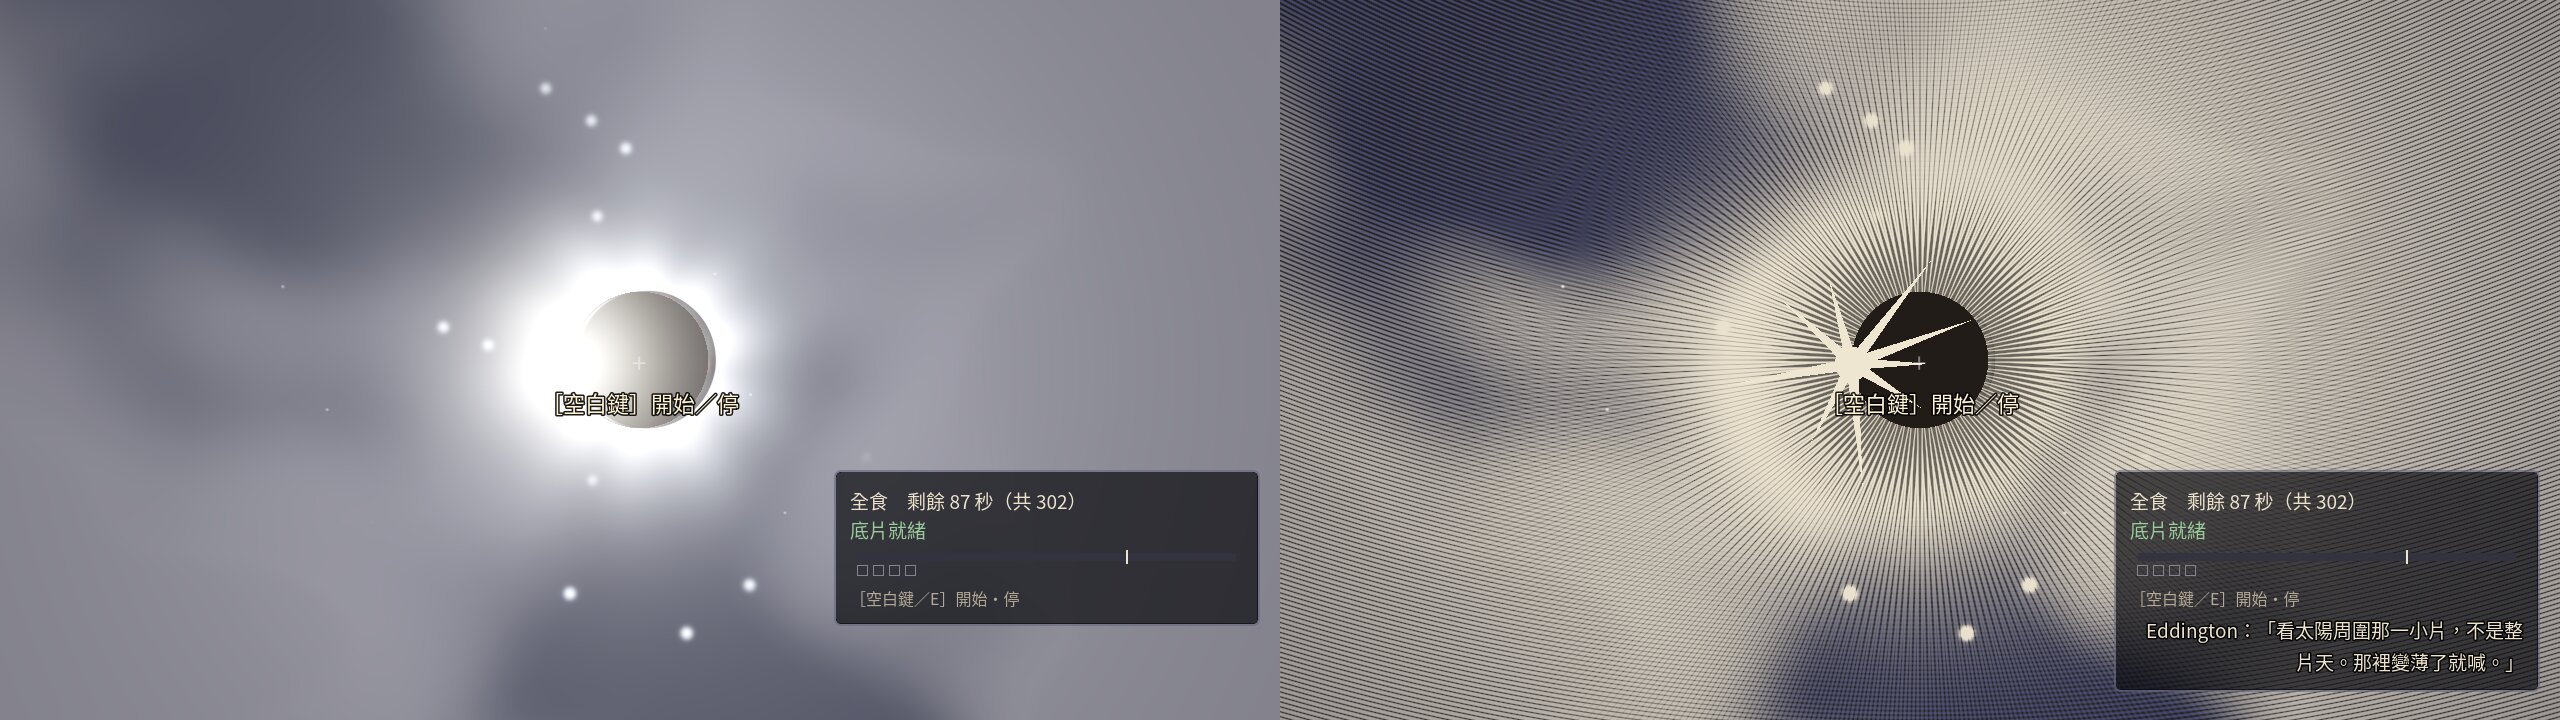 ［空白鍵］ 開始／停
全食　剩餘 87 秒（共 302）
底片就緒
□□□□
［空白鍵／E］開始・停
［空白鍵］ 開始／停
全食　剩餘 87 秒（共 302）
底片就緒
□□□□
［空白鍵／E］開始・停
Eddington：「看太陽周圍那一小片，不是整
片天。那裡變薄了就喊。」